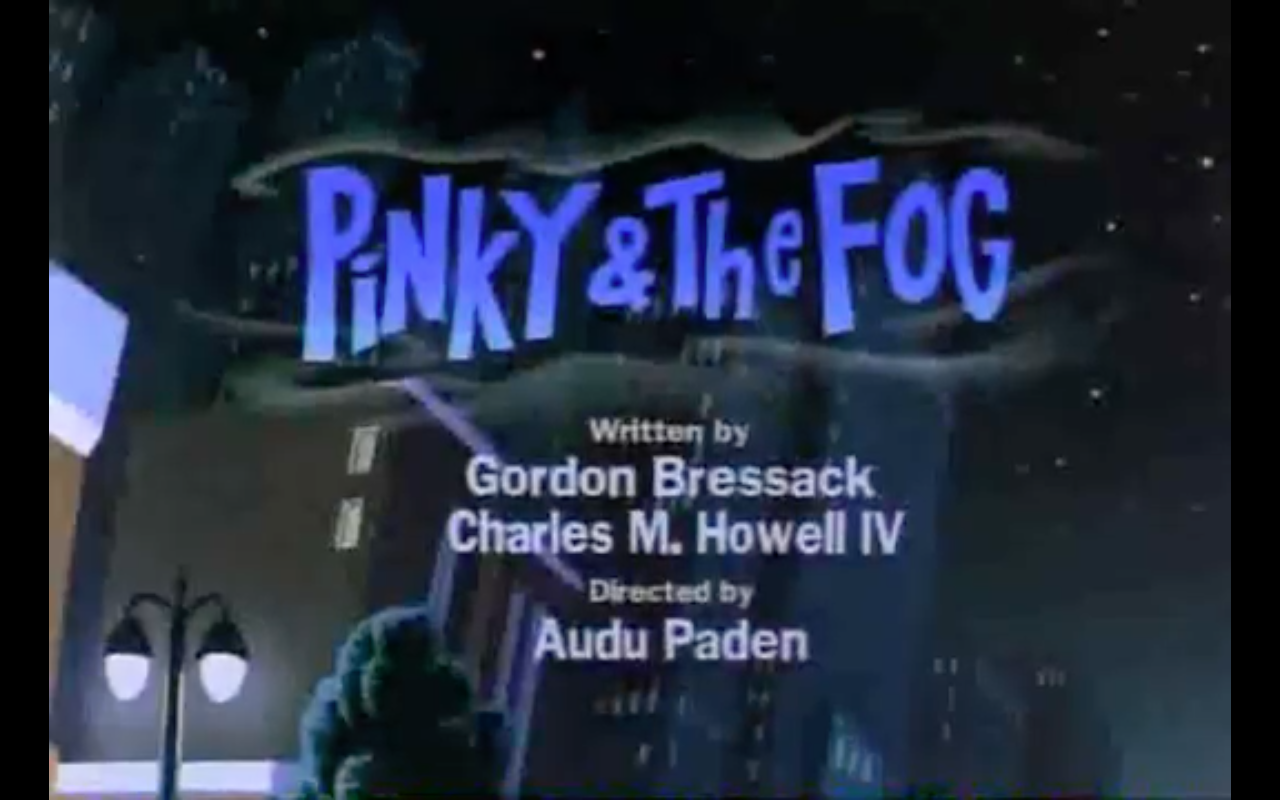 PiNKY & The FOG
Written by
Gordon Bressack
Charles M. Howell IV
Directed by
Audu Paden